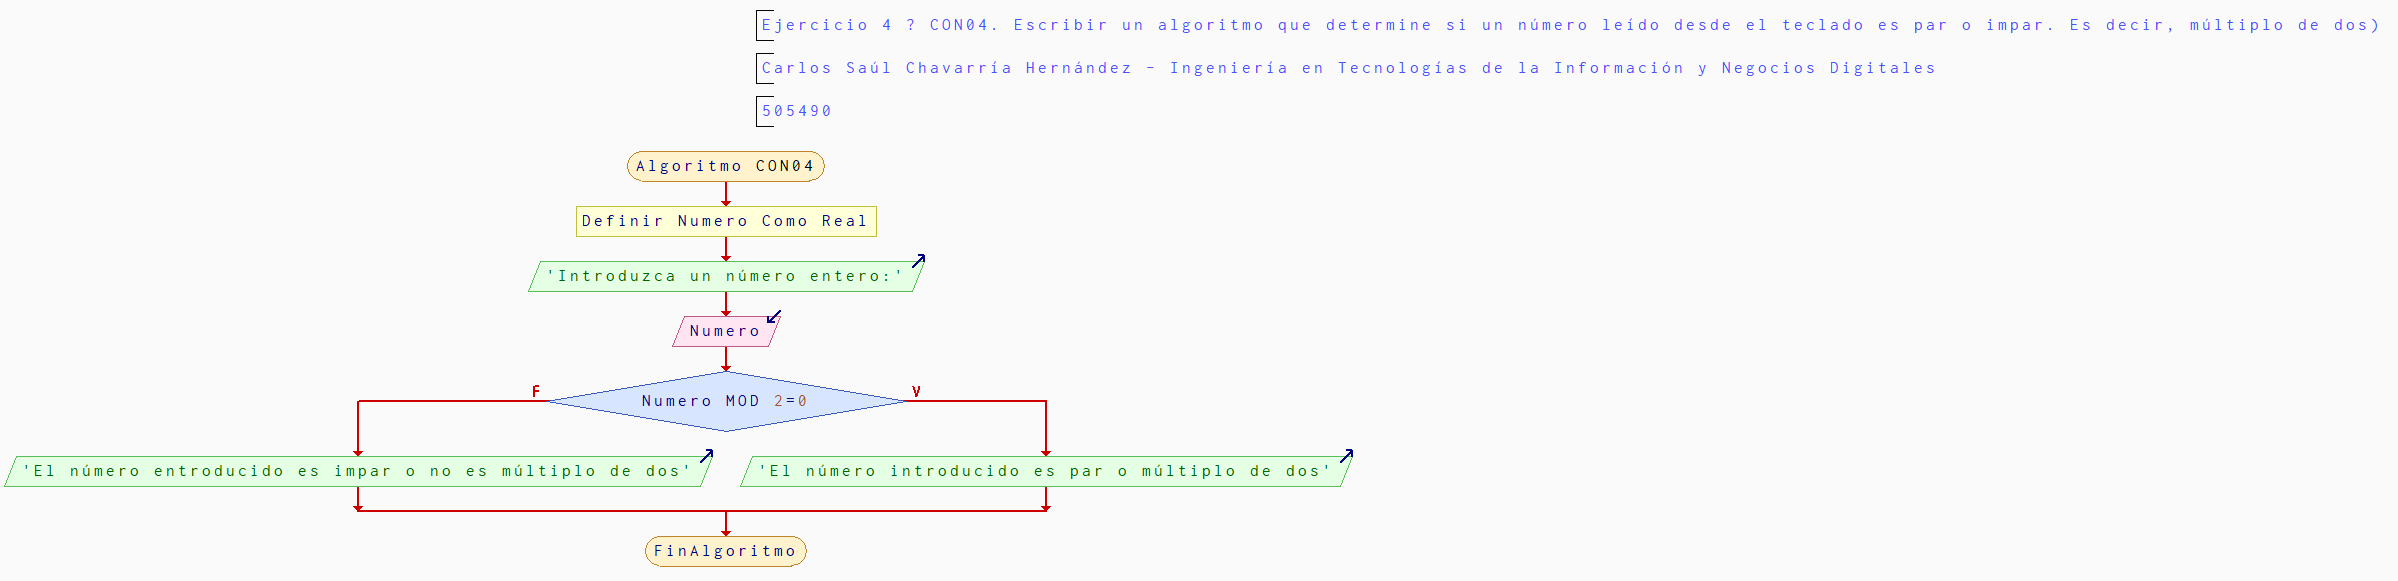 Ejercicio 4 ? CON04. Escribir un algoritmo que determine si un número leído desde el teclado es par o impar. Es decir, múltiplo de dos)
Carlos Saúl Chavarría Hernández - Ingeniería en Tecnologías de la Información y Negocios Digitales
505490
Algoritmo CON04
Definir Numero Como Real
'Introduzca un número entero:'
Numero
F
V
Numero MOD 2=0
'El número entroducido es impar o no es múltiplo de dos'
'El número introducido es par o múltiplo de dos'
FinAlgoritmo